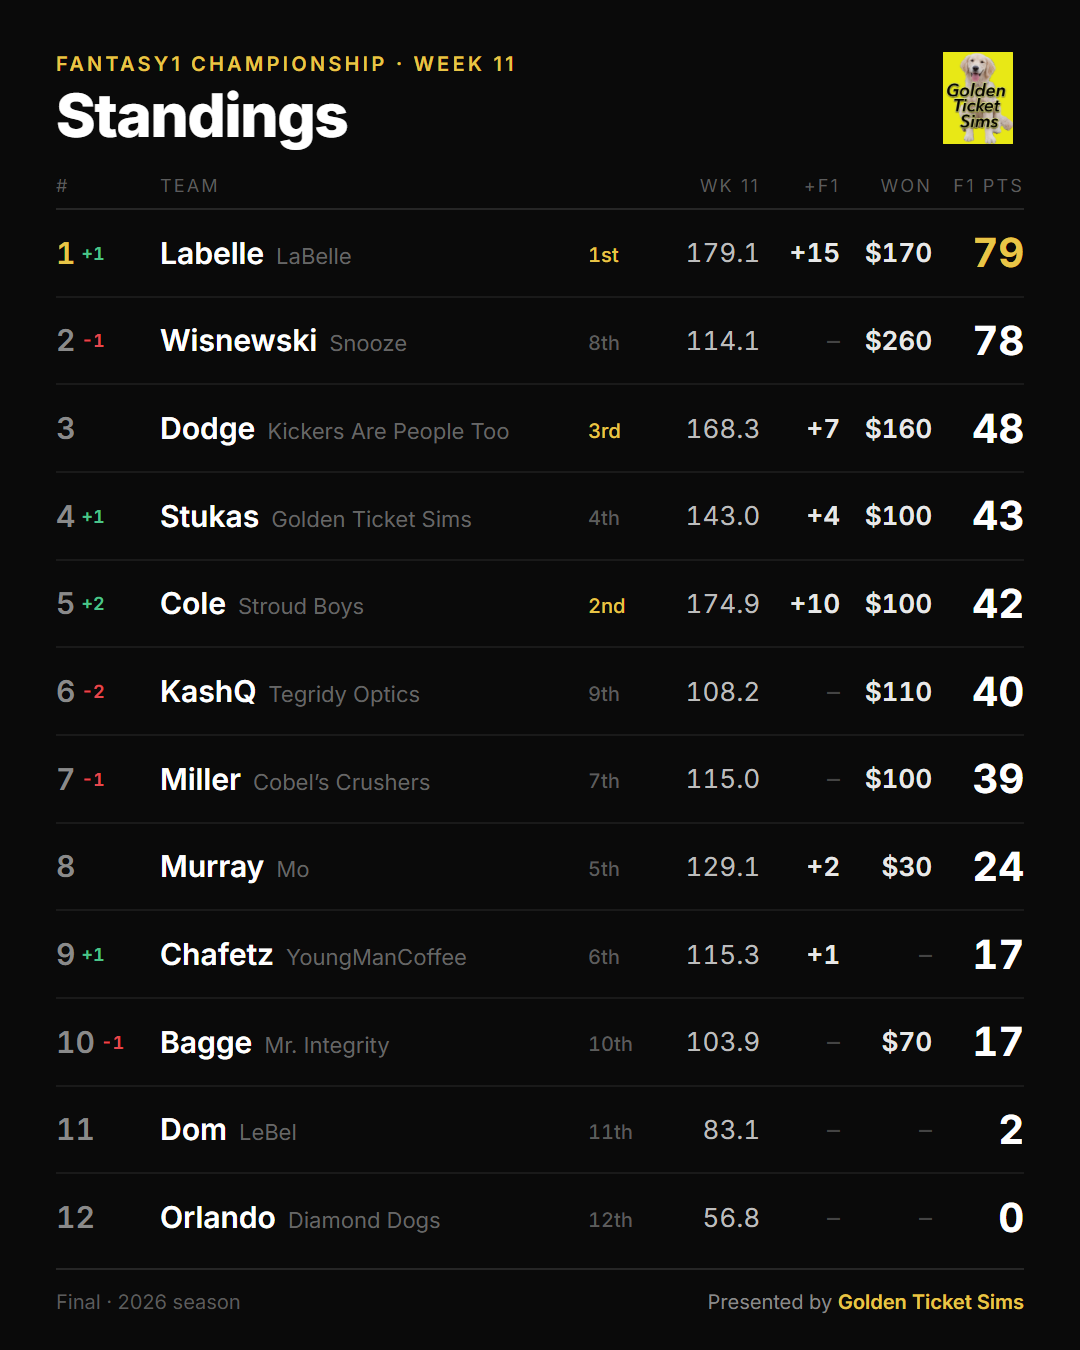 FANTASY1 CHAMPIONSHIP · WEEK 11
Standings
Golden
Ticket
Sims
# TEAM WK 11 +F1 WON F1 PTS
1 +1 Labelle LaBelle 1st 179.1 +15 $170 79
2 -1 Wisnewski Snooze 8th 114.1 – $260 78
3 Dodge Kickers Are People Too 3rd 168.3 +7 $160 48
4 +1 Stukas Golden Ticket Sims 4th 143.0 +4 $100 43
5 +2 Cole Stroud Boys 2nd 174.9 +10 $100 42
6 -2 KashQ Tegridy Optics 9th 108.2 – $110 40
7 -1 Miller Cobel’s Crushers 7th 115.0 – $100 39
8 Murray Mo 5th 129.1 +2 $30 24
9 +1 Chafetz YoungManCoffee 6th 115.3 +1 – 17
10 -1 Bagge Mr. Integrity 10th 103.9 – $70 17
11 Dom LeBel 11th 83.1 – – 2
12 Orlando Diamond Dogs 12th 56.8 – – 0
Final · 2026 season Presented by Golden Ticket Sims